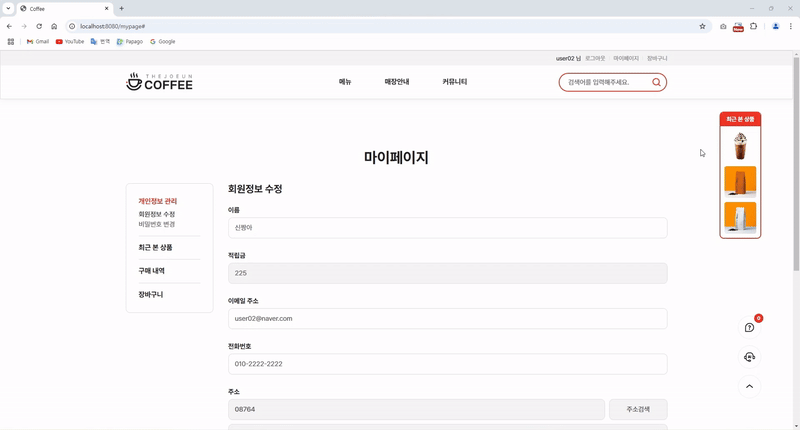 Coffee
localhost:8080/mypage#
New
Gmail
YouTube
번역
Papago
Google
user02 님 로그아웃 마이페이지 장바구니
THEJOEUN
COFFEE
메뉴
매장안내
커뮤니티
검색어을 입력해주세요.
최근 본 상품
마이페이지
개인정보 관리
회원정보 수정
비밀번호 변경
최근 본 상품
구매 내역
장바구니
회원정보 수정
이름
신짱아
적립금
225
이메일 주소
user02@naver.com
전화번호
010-2222-2222
주소
08764
주소검색
0